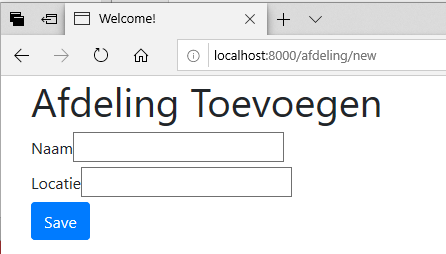 Welcome!
localhost:8000/afdeling/new
Afdeling Toevoegen
Naam
Locatie
Save